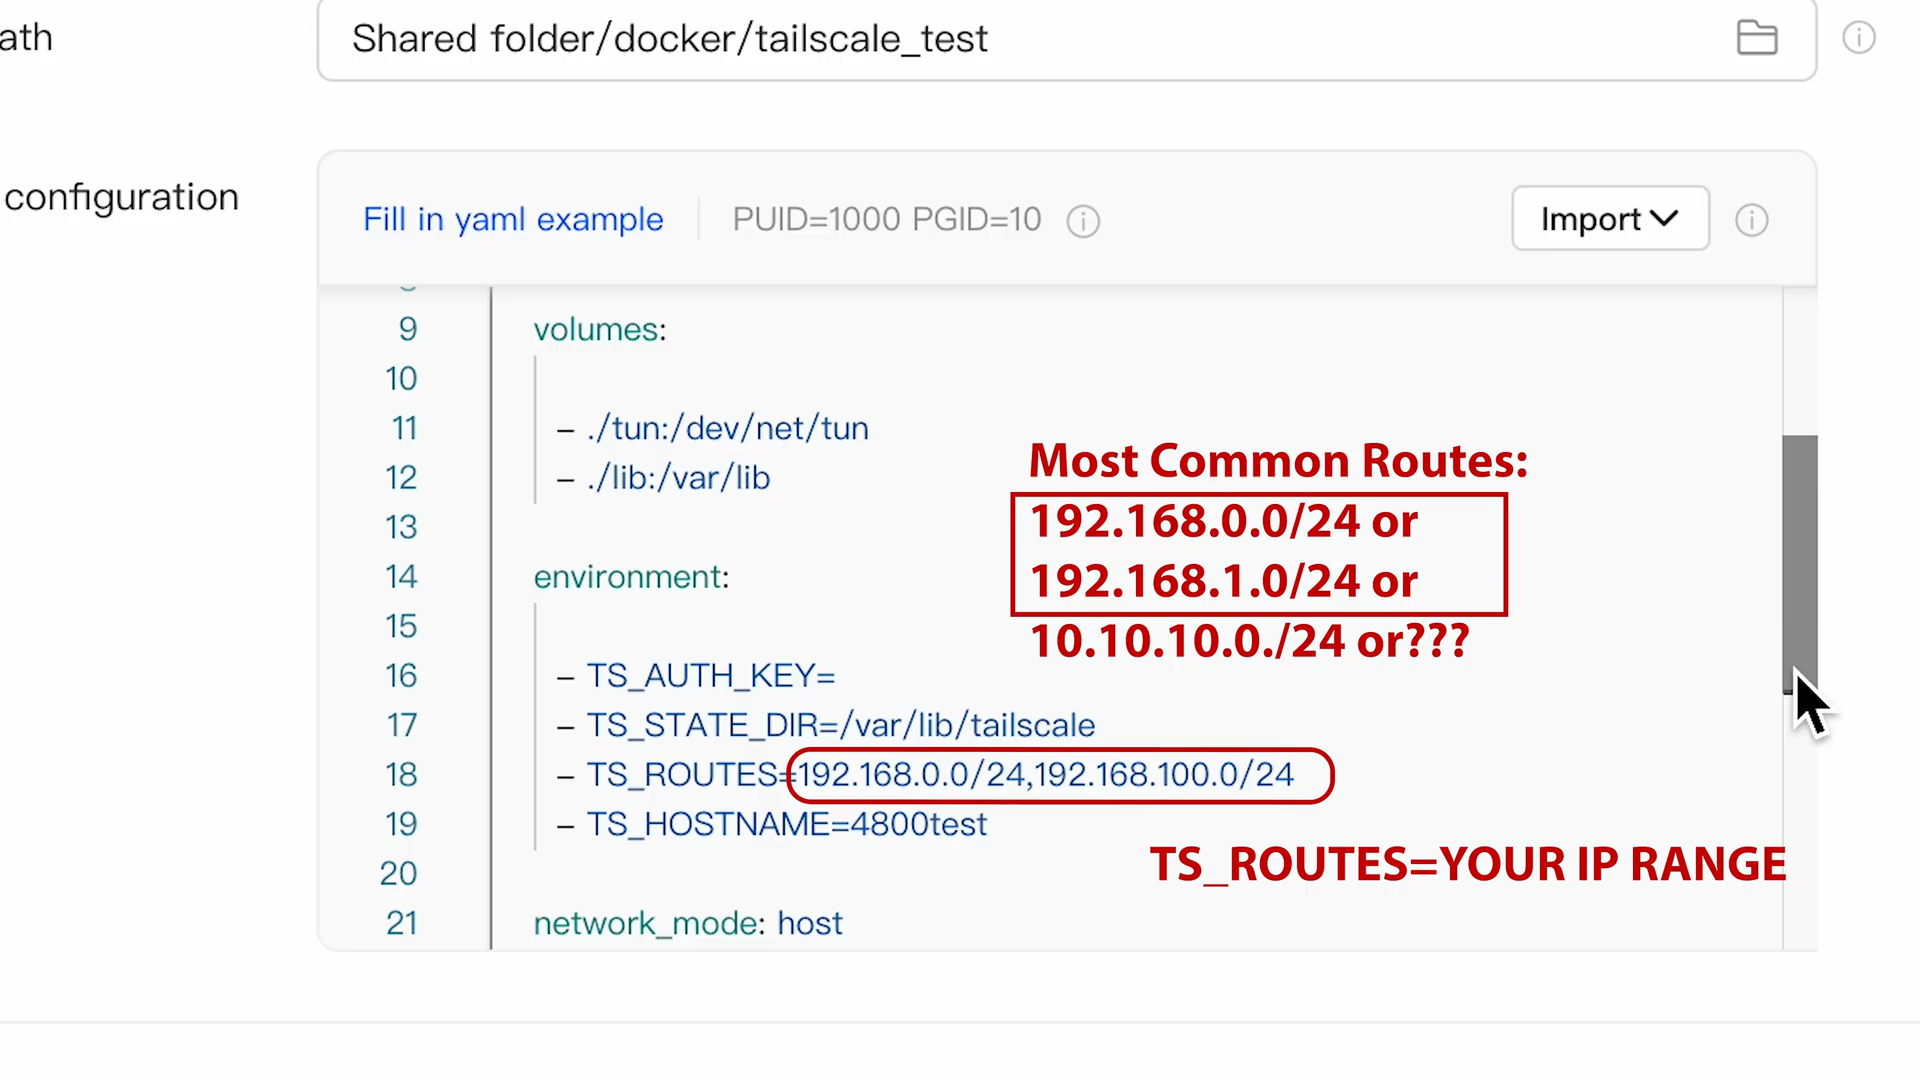 ath
Shared folder/docker/tailscale_test
configuration
Fill in yaml example
PUID=1000 PGID=10
Import
9 volumes:
10
11 – ./tun:/dev/net/tun
12 – ./lib:/var/lib
13
14 environment:
15
16 – TS_AUTH_KEY=
17 – TS_STATE_DIR=/var/lib/tailscale
18 – TS_ROUTES=192.168.0.0/24,192.168.100.0/24
19 – TS_HOSTNAME=4800test
20
21 network_mode: host
Most Common Routes:
192.168.0.0/24 or
192.168.1.0/24 or
10.10.10.0./24 or???
TS_ROUTES=YOUR IP RANGE